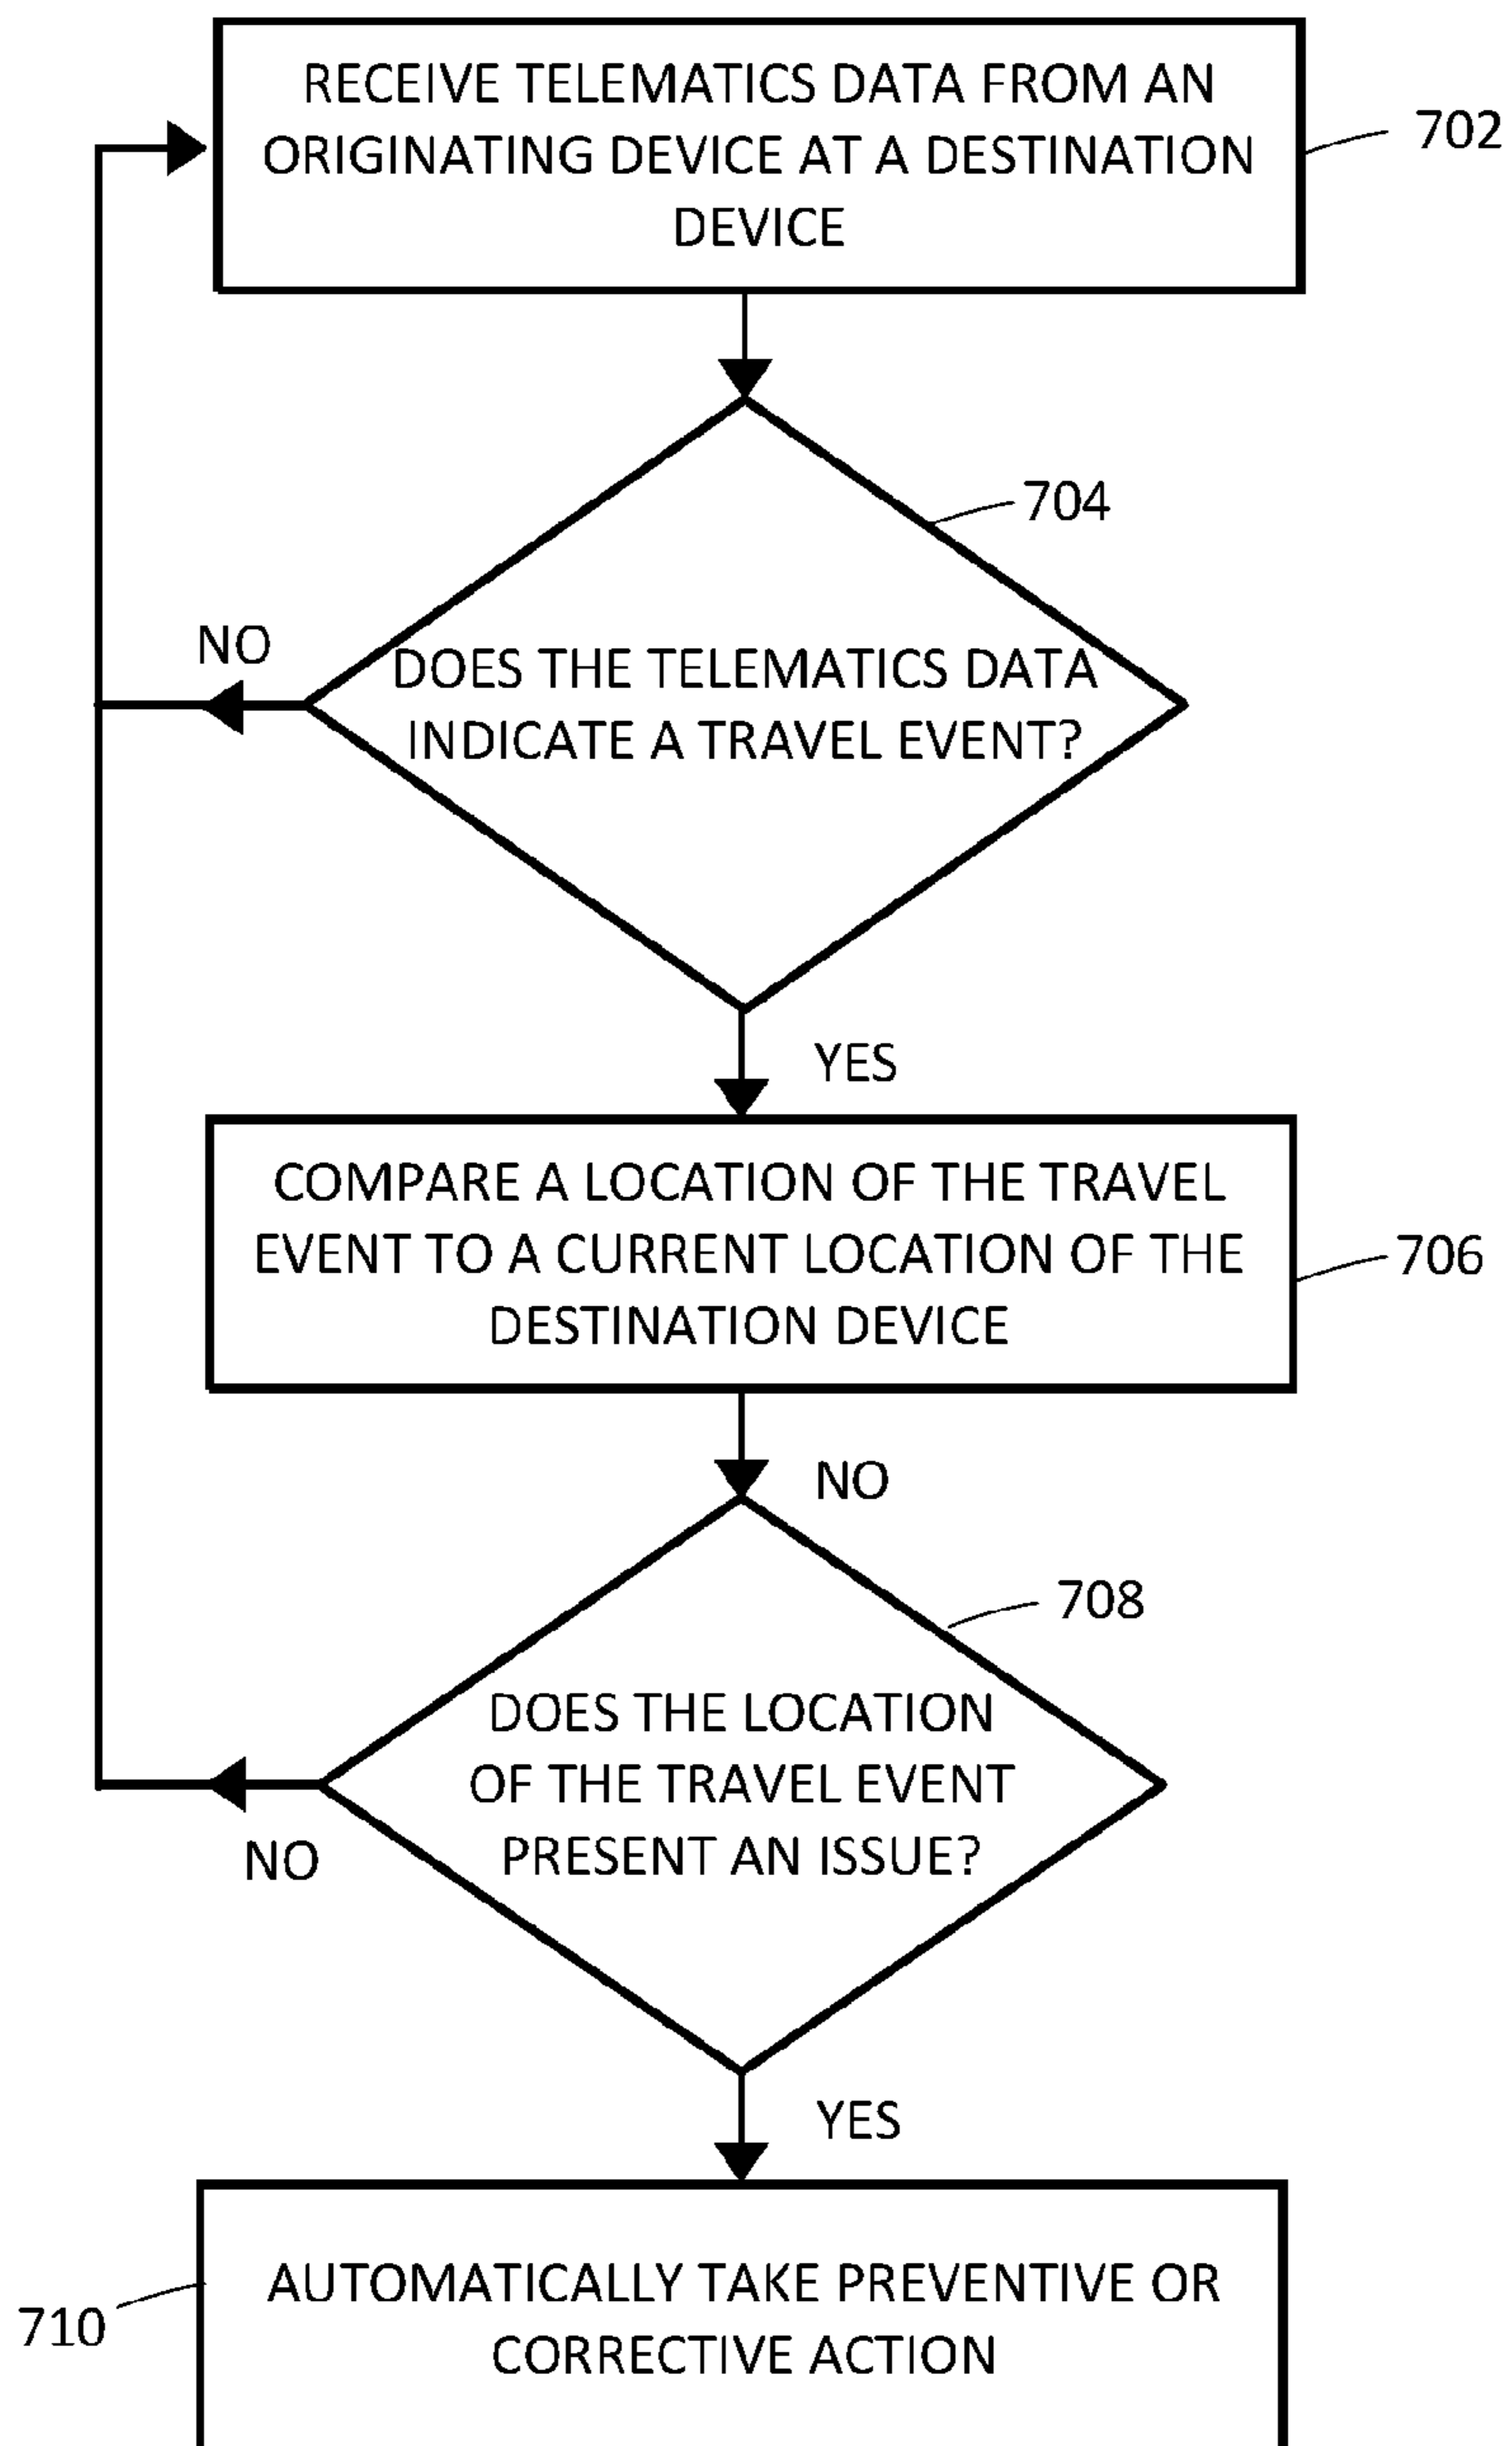 RECEIVE TELEMATICS DATA FROM AN
ORIGINATING DEVICE AT A DESTINATION
DEVICE
702
704
NO
DOES THE TELEMATICS DATA
INDICATE A TRAVEL EVENT?
YES
COMPARE A LOCATION OF THE TRAVEL
EVENT TO A CURRENT LOCATION OF THE
DESTINATION DEVICE
706
NO
708
DOES THE LOCATION
OF THE TRAVEL EVENT
PRESENT AN ISSUE?
NO
YES
AUTOMATICALLY TAKE PREVENTIVE OR
CORRECTIVE ACTION
710